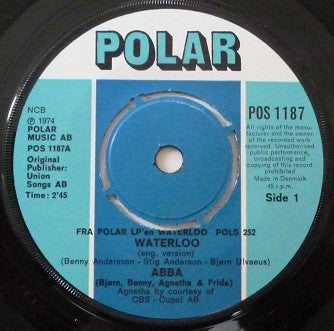 POLAR
NCB
Ⓟ 1974
POLAR
MUSIC AB
POS 1187A
Original
Publisher:
Union
Songs AB
Time: 2'45
POS 1187
All rights of the
manufacturer and
the owner of
the recorded work
reserved.
Unauthorised
public performance,
broadcasting and
copying of this
record prohibited.
Made in Denmark
45 r.p.m.
Side 1
FRA POLAR LP'en WATERLOO POLS 252
WATERLOO
(eng. version)
(Benny Andersson - Stig Anderson - Bjørn Ulvaeus)
ABBA
(Bjørn, Benny, Agnetha & Frida)
Agnetha by courtesy of
CBS - Cupol AB